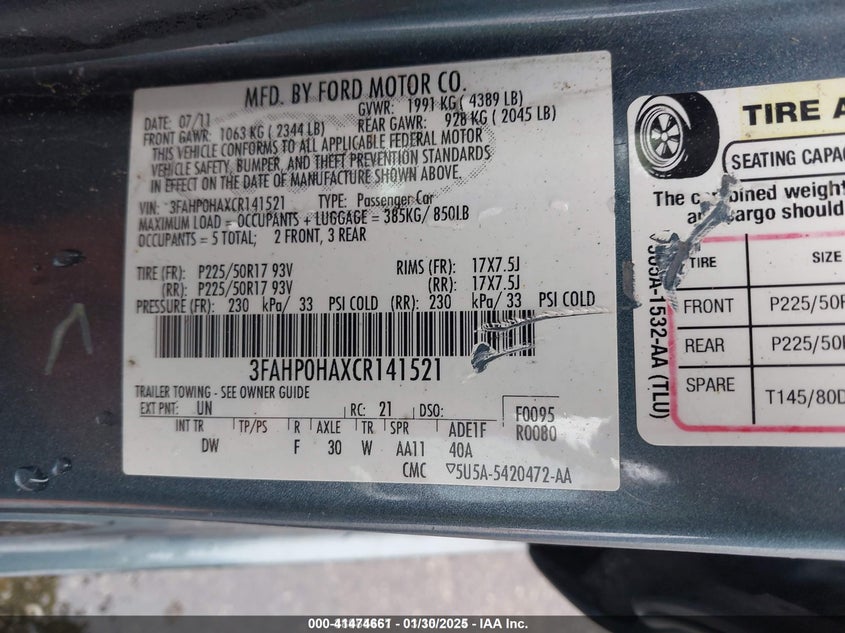 MFD. BY FORD MOTOR CO.
DATE: 07/11 GVWR: 1991 KG ( 4389 LB)
FRONT GAWR: 1063 KG ( 2344 LB) REAR GAWR: 928 KG ( 2045 LB)
THIS VEHICLE CONFORMS TO ALL APPLICABLE FEDERAL MOTOR
VEHICLE SAFETY, BUMPER, AND THEFT PREVENTION STANDARDS
IN EFFECT ON THE DATE OF MANUFACTURE SHOWN ABOVE.
VIN: 3FAHP0HAXCR141521 TYPE: Passenger Car
MAXIMUM LOAD = OCCUPANTS + LUGGAGE = 385KG/ 850LB
OCCUPANTS = 5 TOTAL; 2 FRONT, 3 REAR
TIRE (FR): P225/50R17 93V RIMS (FR): 17X7.5J
(RR): P225/50R17 93V (RR): 17X7.5J
PRESSURE (FR): 230 kPa/ 33 PSI COLD (RR): 230 kPa/ 33 PSI COLD
3FAHP0HAXCR141521
TRAILER TOWING - SEE OWNER GUIDE
EXT PNT: UN RC: 21 DSO: F0095
R0080
INT TR TP/PS R AXLE TR SPR ADE1F
DW F 30 W AA11 40A
CMC ▽5U5A-5420472-AA
TIRE A
SEATING CAPA
The combined weight
and cargo should
TIRE SIZE
FRONT P225/50R
REAR P225/50
SPARE T145/80D
5U5A-1532-AA (TLU)
000-41474661 - 01/30/2025 - IAA Inc.